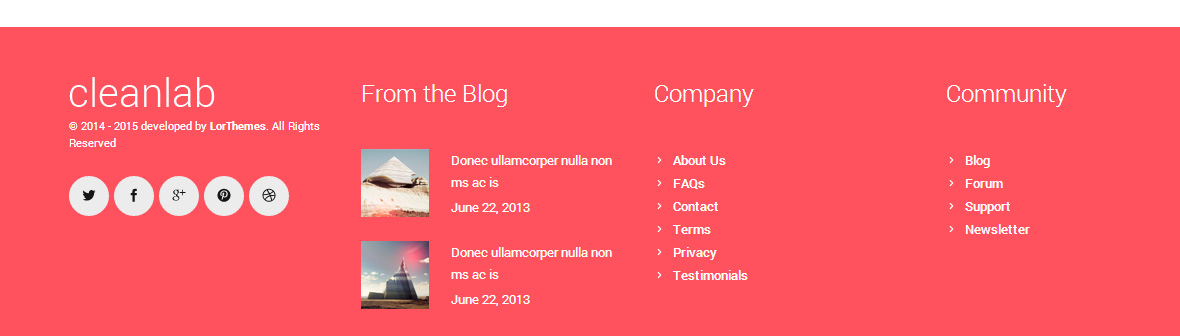 cleanlab
© 2014 - 2015 developed by LorThemes. All Rights
Reserved
From the Blog
Donec ullamcorper nulla non
ms ac is
June 22, 2013
Donec ullamcorper nulla non
ms ac is
June 22, 2013
Company
About Us
FAQs
Contact
Terms
Privacy
Testimonials
Community
Blog
Forum
Support
Newsletter